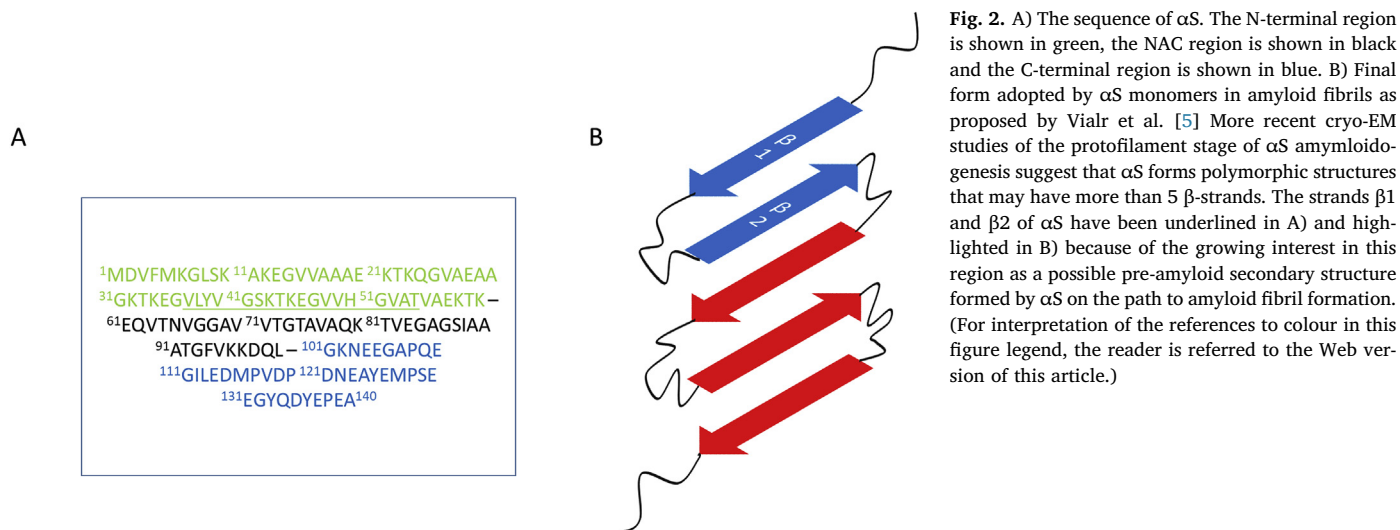 A
¹MDVFMKGLSK ¹¹AKEGVVAAAE ²¹KTKQGVAEAA
³¹GKTKEGVLYV ⁴¹GSKTKEGVVH ⁵¹GVATVAEKTK –
⁶¹EQVTNVGGAV ⁷¹VTGTAVAQK ⁸¹TVEGAGSIAA
⁹¹ATGFVKKDQL – ¹⁰¹GKNEEGAPQE
¹¹¹GILEDMPVDP ¹²¹DNEAYEMPSE
¹³¹EGYQDYEPEA¹⁴⁰
B
β 1
β 2
Fig. 2. A) The sequence of αS. The N-terminal region
is shown in green, the NAC region is shown in black
and the C-terminal region is shown in blue. B) Final
form adopted by αS monomers in amyloid fibrils as
proposed by Vialr et al. [5] More recent cryo-EM
studies of the protofilament stage of αS amymloido-
genesis suggest that αS forms polymorphic structures
that may have more than 5 β-strands. The strands β1
and β2 of αS have been underlined in A) and high-
lighted in B) because of the growing interest in this
region as a possible pre-amyloid secondary structure
formed by αS on the path to amyloid fibril formation.
(For interpretation of the references to colour in this
figure legend, the reader is referred to the Web ver-
sion of this article.)